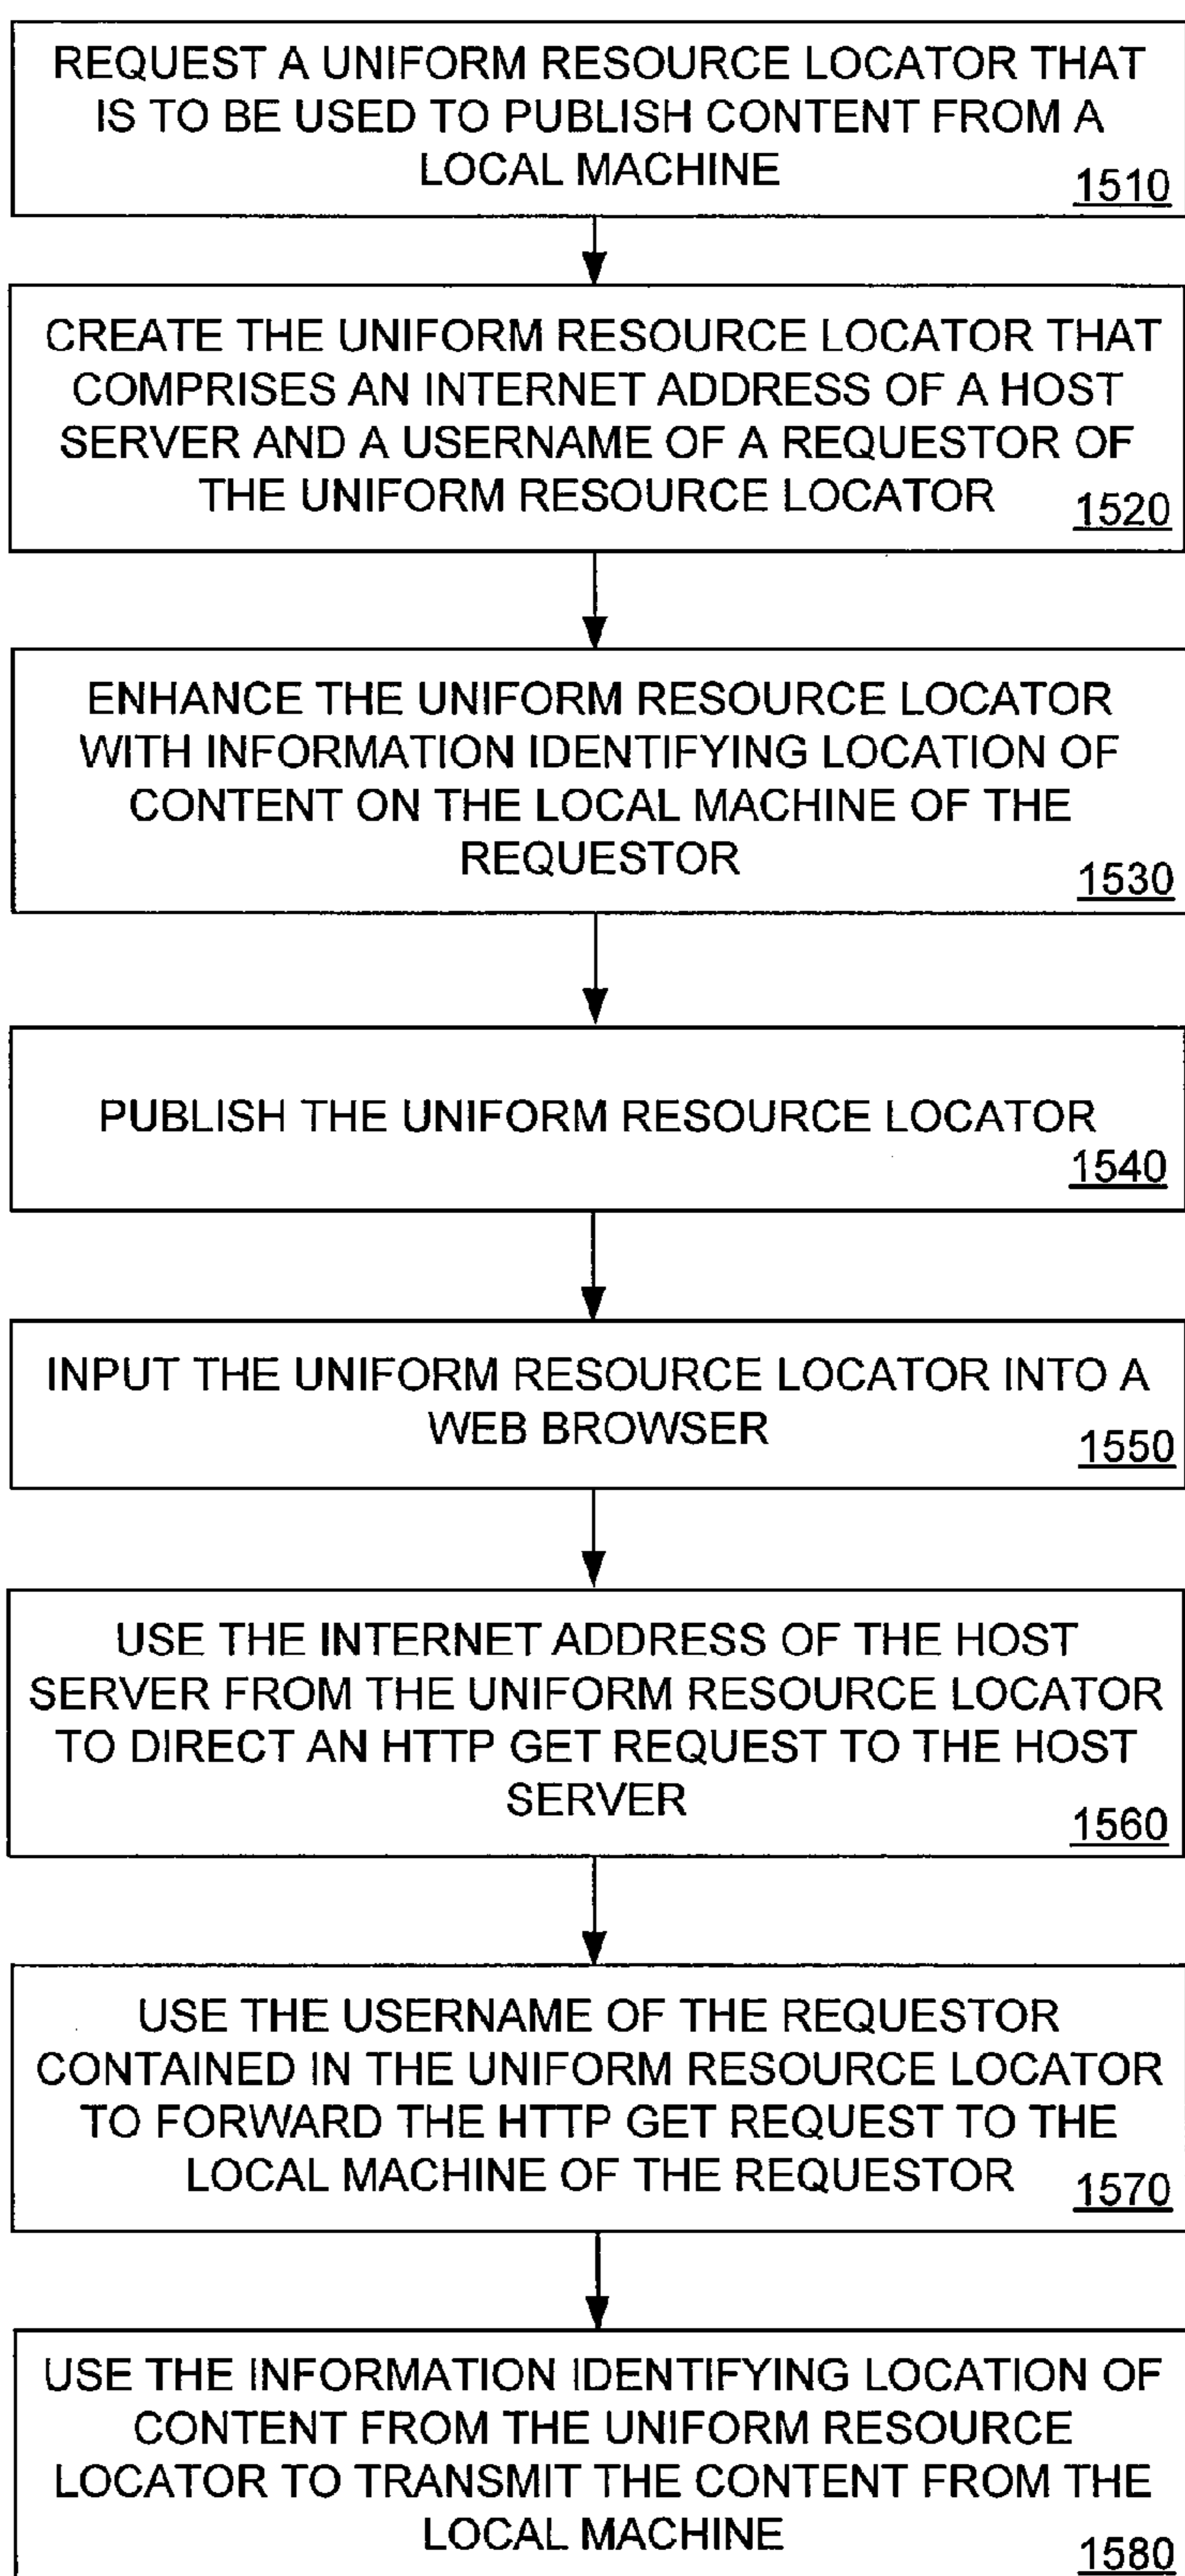 REQUEST A UNIFORM RESOURCE LOCATOR THAT
IS TO BE USED TO PUBLISH CONTENT FROM A
LOCAL MACHINE
1510
CREATE THE UNIFORM RESOURCE LOCATOR THAT
COMPRISES AN INTERNET ADDRESS OF A HOST
SERVER AND A USERNAME OF A REQUESTOR OF
THE UNIFORM RESOURCE LOCATOR
1520
ENHANCE THE UNIFORM RESOURCE LOCATOR
WITH INFORMATION IDENTIFYING LOCATION OF
CONTENT ON THE LOCAL MACHINE OF THE
REQUESTOR
1530
PUBLISH THE UNIFORM RESOURCE LOCATOR
1540
INPUT THE UNIFORM RESOURCE LOCATOR INTO A
WEB BROWSER
1550
USE THE INTERNET ADDRESS OF THE HOST
SERVER FROM THE UNIFORM RESOURCE LOCATOR
TO DIRECT AN HTTP GET REQUEST TO THE HOST
SERVER
1560
USE THE USERNAME OF THE REQUESTOR
CONTAINED IN THE UNIFORM RESOURCE LOCATOR
TO FORWARD THE HTTP GET REQUEST TO THE
LOCAL MACHINE OF THE REQUESTOR
1570
USE THE INFORMATION IDENTIFYING LOCATION OF
CONTENT FROM THE UNIFORM RESOURCE
LOCATOR TO TRANSMIT THE CONTENT FROM THE
LOCAL MACHINE
1580